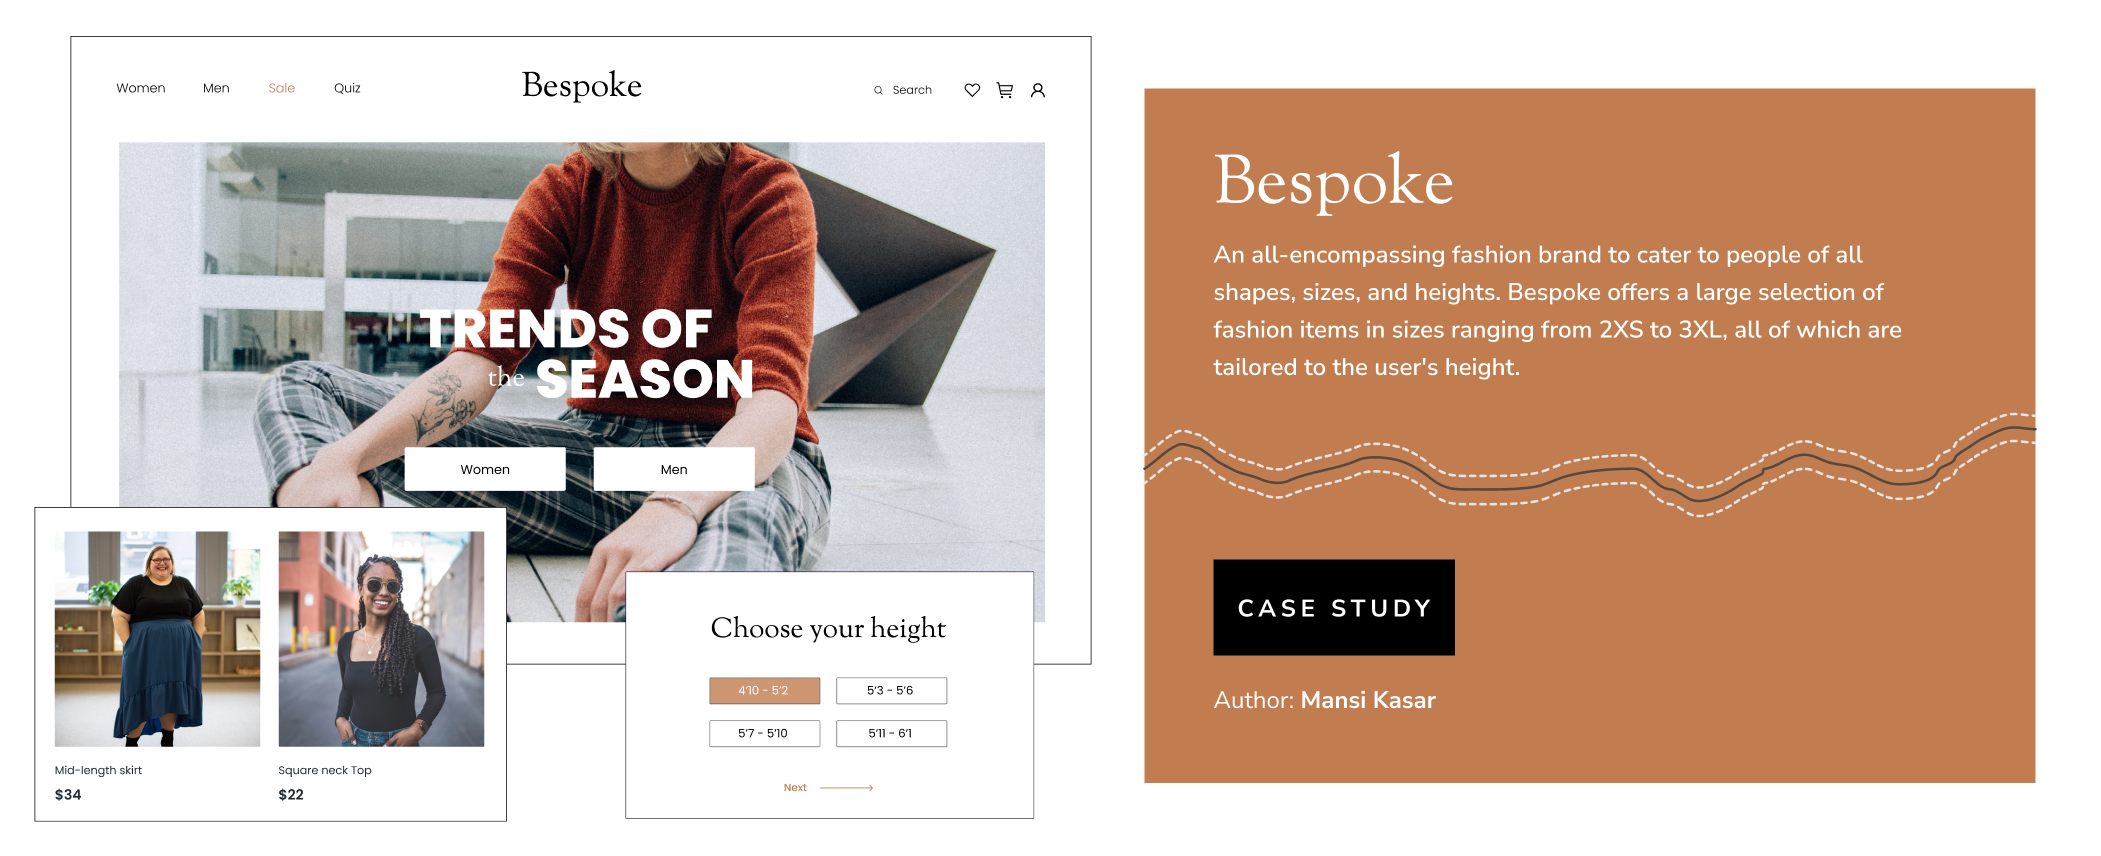 Women Men Sale Quiz Bespoke Search
TRENDS OF
the SEASON
Women Men
Mid-length skirt
$34
Square neck Top
$22
Choose your height
4'10 - 5'2 5'3 - 5'6
5'7 - 5'10 5'11 - 6'1
Next
Bespoke
An all-encompassing fashion brand to cater to people of all
shapes, sizes, and heights. Bespoke offers a large selection of
fashion items in sizes ranging from 2XS to 3XL, all of which are
tailored to the user's height.
CASE STUDY
Author: Mansi Kasar